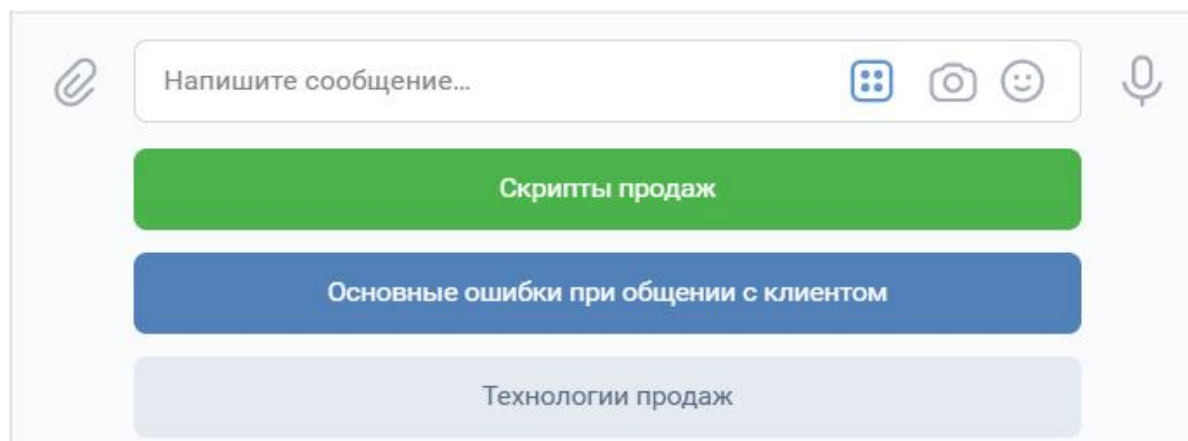 Напишите сообщение...
Скрипты продаж
Основные ошибки при общении с клиентом
Технологии продаж